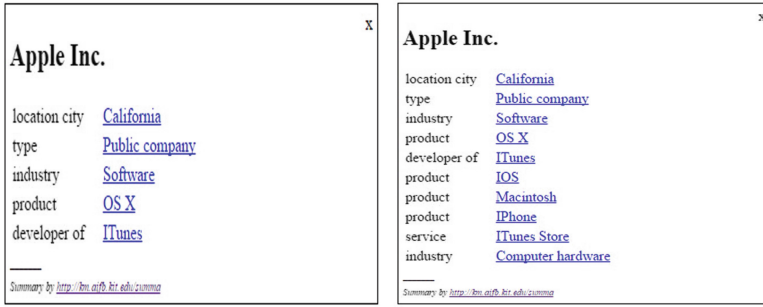 x
Apple Inc.
location city California
type Public company
industry Software
product OS X
developer of ITunes
Summary by http://km.aifb.kit.edu/summa
x
Apple Inc.
location city California
type Public company
industry Software
product OS X
developer of ITunes
product IOS
product Macintosh
product IPhone
service ITunes Store
industry Computer hardware
Summary by http://km.aifb.kit.edu/summa